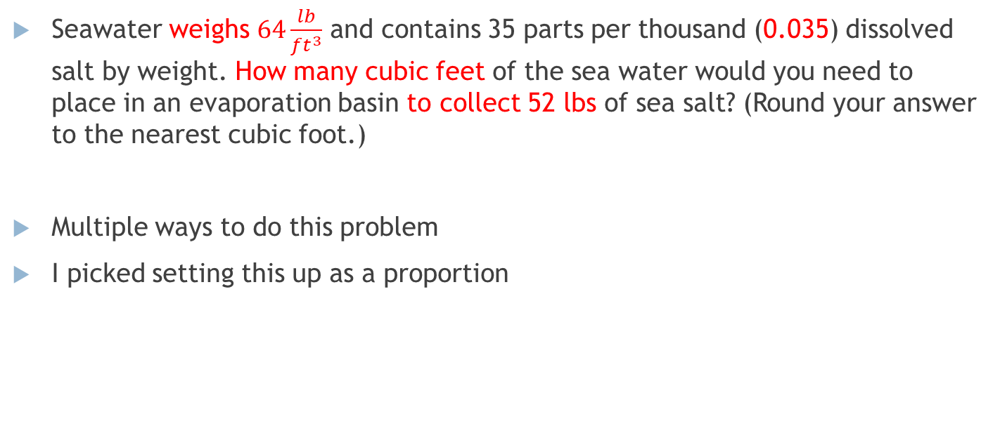 Seawater weighs 64 lb/ft³ and contains 35 parts per thousand (0.035) dissolved
salt by weight. How many cubic feet of the sea water would you need to
place in an evaporation basin to collect 52 lbs of sea salt? (Round your answer
to the nearest cubic foot.)
Multiple ways to do this problem
I picked setting this up as a proportion